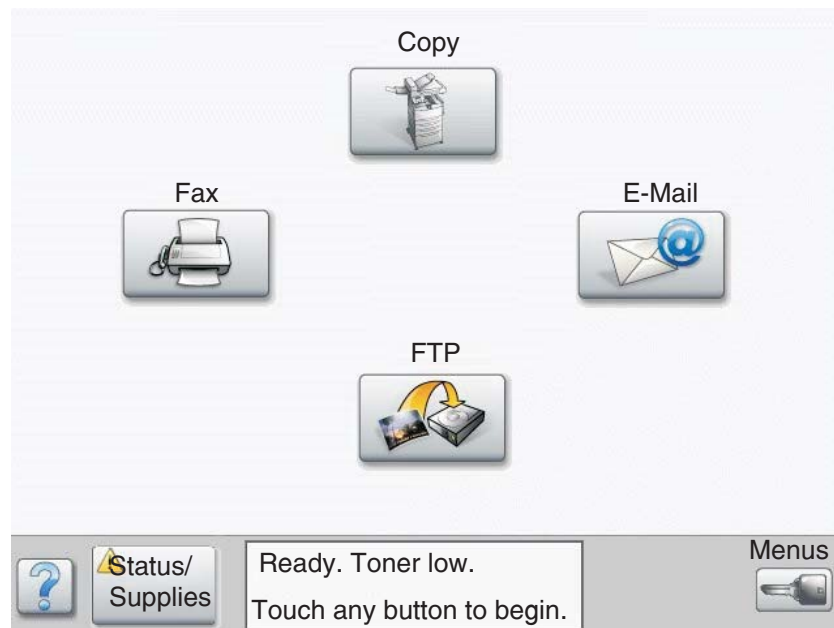 Copy
Fax
E-Mail
FTP
Status/
Supplies
Ready. Toner low.
Touch any button to begin.
Menus